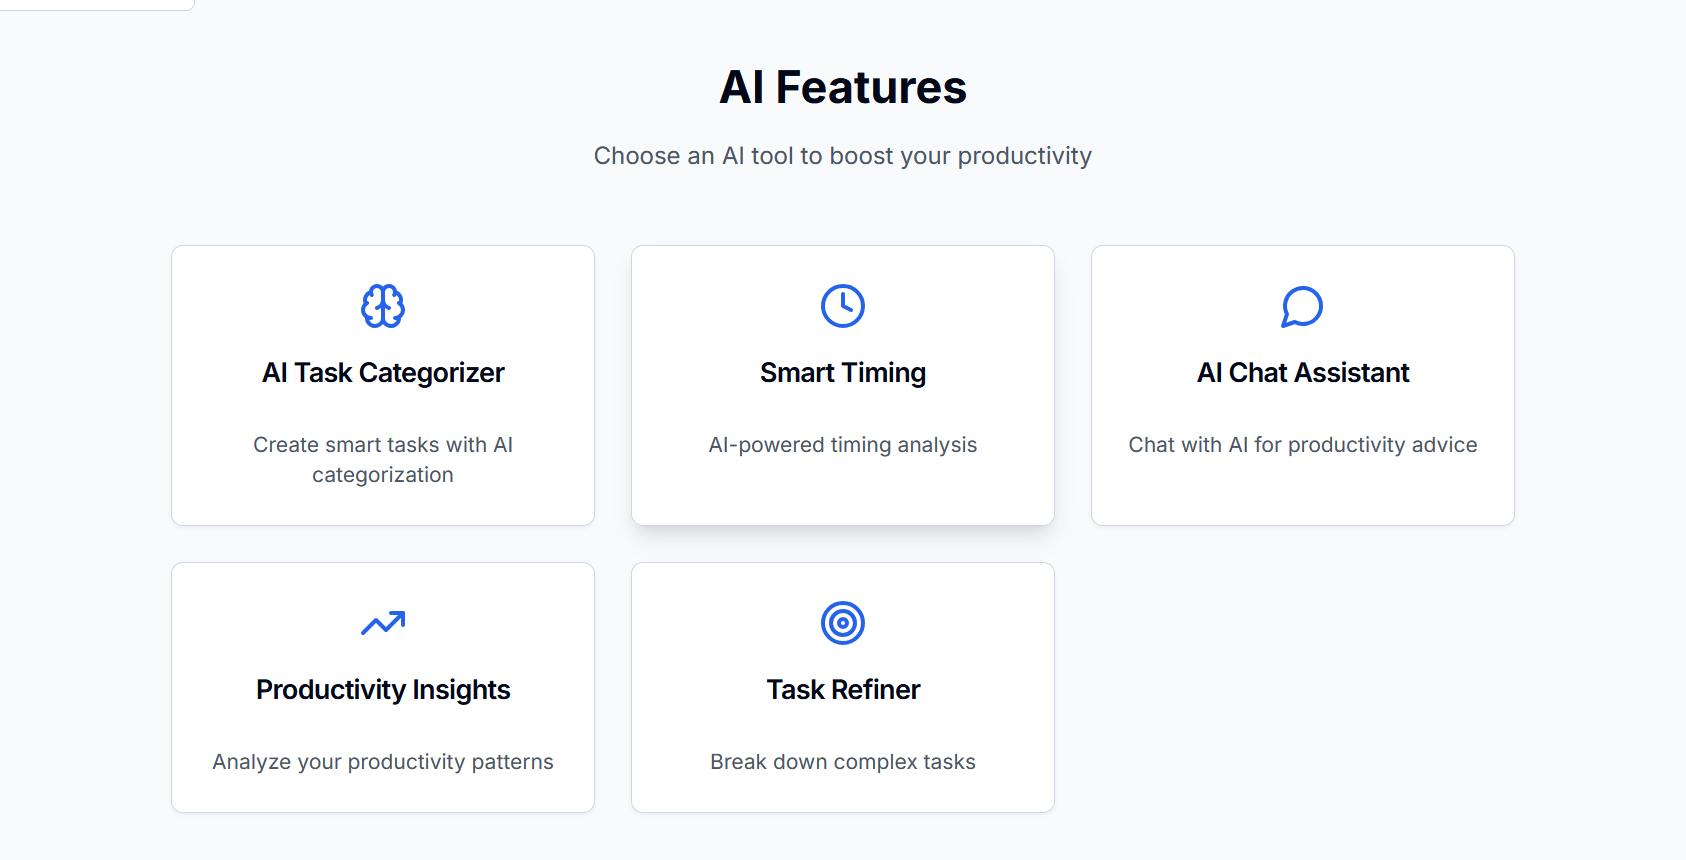 AI Features
Choose an AI tool to boost your productivity
AI Task Categorizer
Create smart tasks with AI
categorization
Smart Timing
AI-powered timing analysis
AI Chat Assistant
Chat with AI for productivity advice
Productivity Insights
Analyze your productivity patterns
Task Refiner
Break down complex tasks